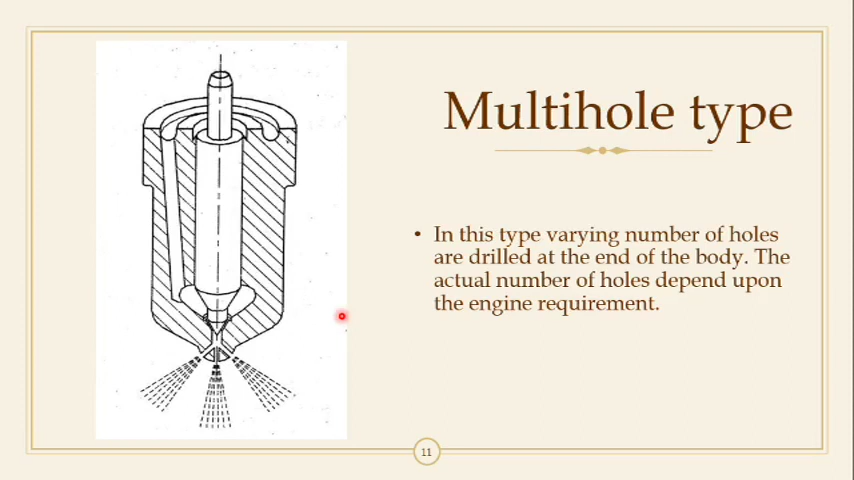 Multihole type
• In this type varying number of holes
are drilled at the end of the body. The
actual number of holes depend upon
the engine requirement.
11